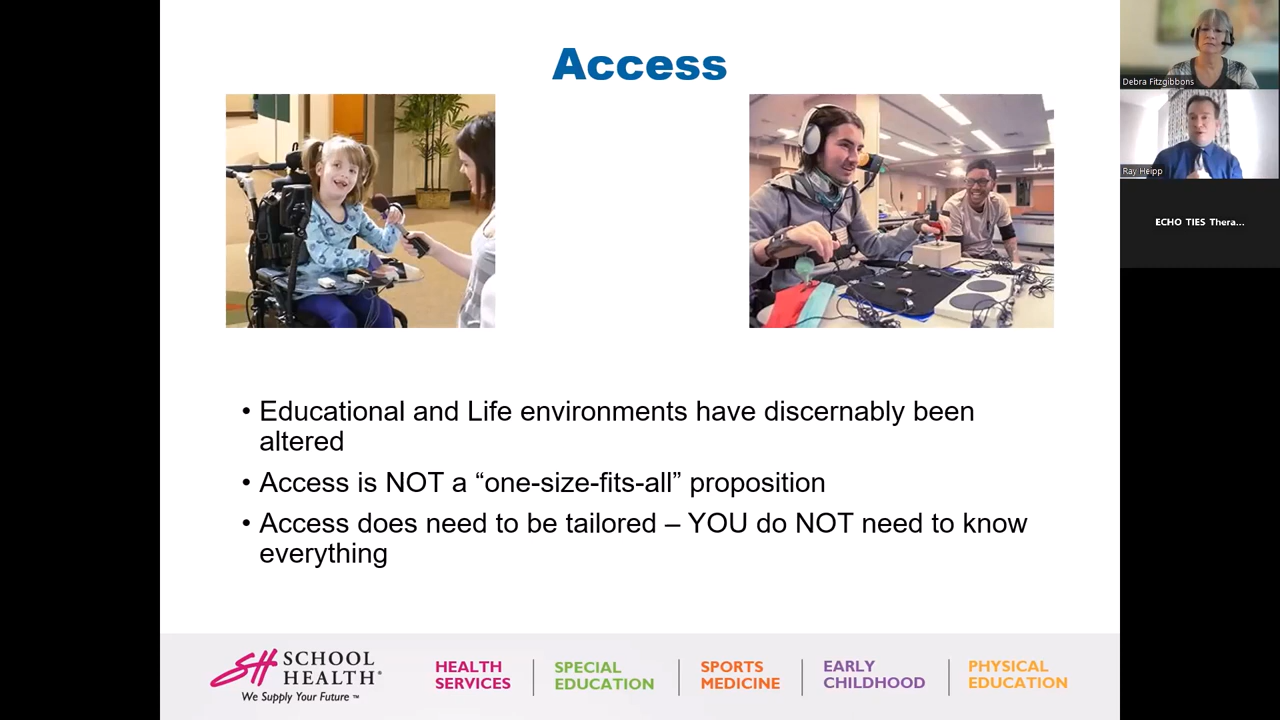 Access
• Educational and Life environments have discernably been
altered
• Access is NOT a “one-size-fits-all” proposition
• Access does need to be tailored – YOU do NOT need to know
everything
SH SCHOOL
HEALTH®
We Supply Your Future ™
HEALTH
SERVICES
SPECIAL
EDUCATION
SPORTS
MEDICINE
EARLY
CHILDHOOD
PHYSICAL
EDUCATION
Debra Fitzgibbons
Ray Heipp
ECHO TIES Thera...